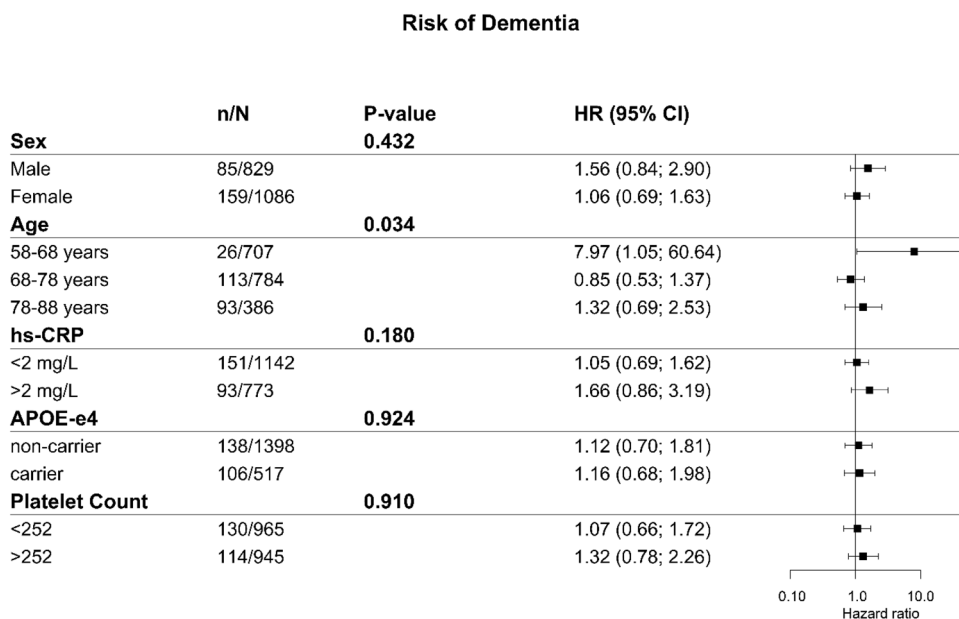 Risk of Dementia
n/N P-value HR (95% CI)
Sex 0.432
Male 85/829 1.56 (0.84; 2.90)
Female 159/1086 1.06 (0.69; 1.63)
Age 0.034
58-68 years 26/707 7.97 (1.05; 60.64)
68-78 years 113/784 0.85 (0.53; 1.37)
78-88 years 93/386 1.32 (0.69; 2.53)
hs-CRP 0.180
<2 mg/L 151/1142 1.05 (0.69; 1.62)
>2 mg/L 93/773 1.66 (0.86; 3.19)
APOE-e4 0.924
non-carrier 138/1398 1.12 (0.70; 1.81)
carrier 106/517 1.16 (0.68; 1.98)
Platelet Count 0.910
<252 130/965 1.07 (0.66; 1.72)
>252 114/945 1.32 (0.78; 2.26)
0.10 1.0 10.0
Hazard ratio